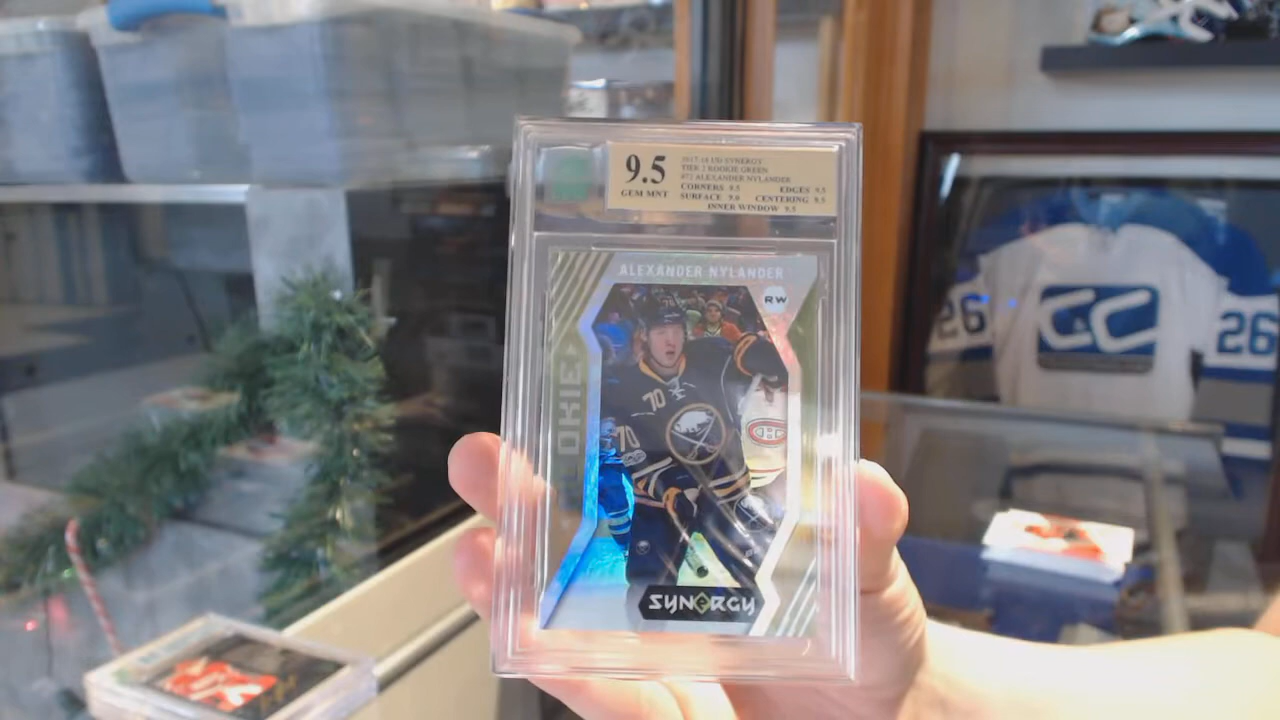 9.5
GEM MNT
2017-18 UD SYNERGY
TIER 2 ROOKIE GREEN
#72 ALEXANDER NYLANDER
CORNERS 9.5 EDGES 9.5
SURFACE 9.0 CENTERING 9.5
INNER WINDOW 9.5
ALEXANDER NYLANDER
RW
70
70
SYNERGY
26
CC
26